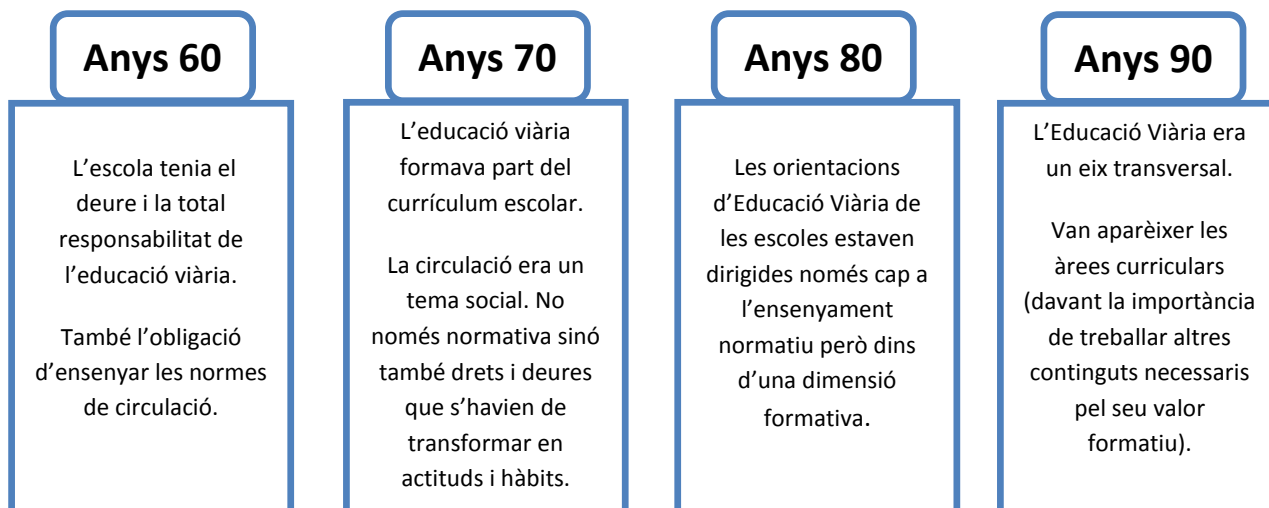 Anys 60
L'escola tenia el
deure i la total
responsabilitat de
l'educació viària.
També l'obligació
d'ensenyar les normes
de circulació.
Anys 70
L'educació viària
formava part del
currículum escolar.
La circulació era un
tema social. No
només normativa sinó
també drets i deures
que s'havien de
transformar en
actituds i hàbits.
Anys 80
Les orientacions
d'Educació Viària de
les escoles estaven
dirigides només cap a
l'ensenyament
normatiu però dins
d'una dimensió
formativa.
Anys 90
L'Educació Viària era
un eix transversal.
Van aparèixer les
àrees curriculars
(davant la importància
de treballar altres
continguts necessaris
pel seu valor
formatiu).